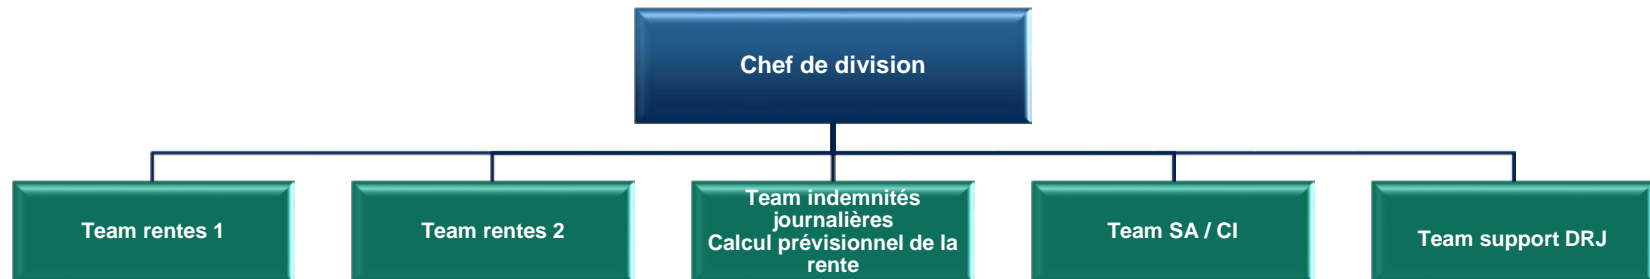 Chef de division
Team rentes 1
Team rentes 2
Team indemnités
journalières
Calcul prévisionnel de la
rente
Team SA / CI
Team support DRJ